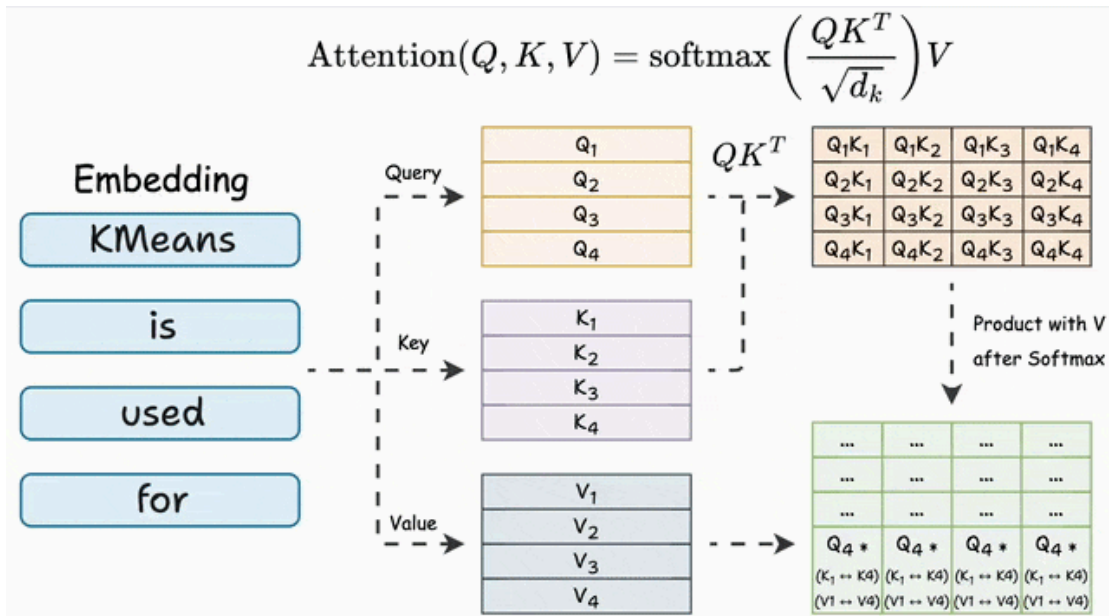 Attention(Q, K, V) = softmax (QKᵀ / √dₖ) V
Embedding
KMeans
is
used
for
Query
Key
Value
Q₁
Q₂
Q₃
Q₄
K₁
K₂
K₃
K₄
V₁
V₂
V₃
V₄
QKᵀ
Q₁K₁ Q₁K₂ Q₁K₃ Q₁K₄
Q₂K₁ Q₂K₂ Q₂K₃ Q₂K₄
Q₃K₁ Q₃K₂ Q₃K₃ Q₃K₄
Q₄K₁ Q₄K₂ Q₄K₃ Q₄K₄
Product with V
after Softmax
... ... ... ...
... ... ... ...
... ... ... ...
Q₄ * Q₄ * Q₄ * Q₄ *
(K₁ ↔ K4) (K₁ ↔ K4) (K₁ ↔ K4) (K₁ ↔ K4)
(V1 ↔ V4) (V1 ↔ V4) (V1 ↔ V4) (V1 ↔ V4)